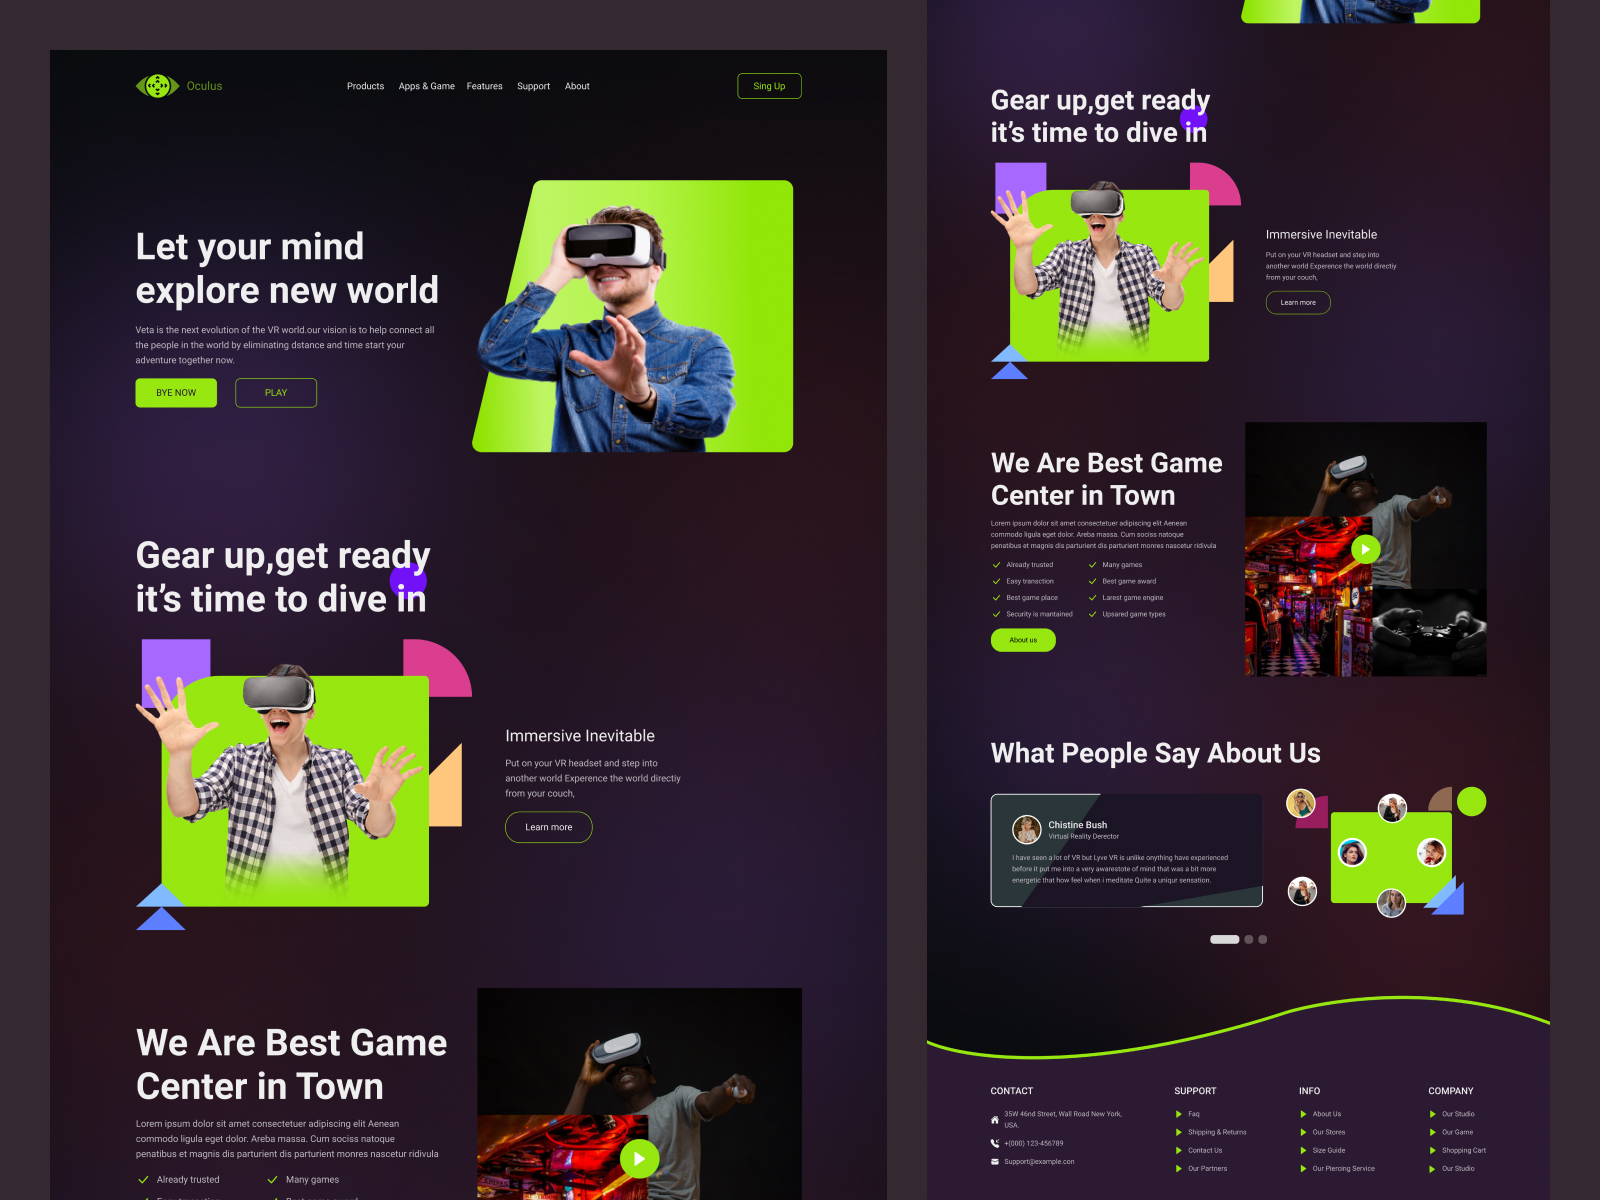 Oculus
Products Apps & Game Features Support About
Sing Up
Let your mind
explore new world
Veta is the next evolution of the VR world.our vision is to help connect all
the people in the world by eliminating dstance and time start your
adventure together now.
BYE NOW PLAY
Gear up,get ready
it's time to dive in
Immersive Inevitable
Put on your VR headset and step into
another world Experence the world directiy
from your couch,
Learn more
We Are Best Game
Center in Town
Lorem ipsum dolor sit amet consectetuer adipiscing elit Aenean
commodo ligula eget dolor. Areba massa. Cum sociss natoque
penatibus et magnis dis parturient dis parturient monres nascetur ridivula
Already trusted Many games
Gear up,get ready
it's time to dive in
Immersive Inevitable
Put on your VR headset and step into
another world Experence the world directiy
from your couch,
Learn more
We Are Best Game
Center in Town
Lorem ipsum dolor sit amet consectetuer adipiscing elit Aenean
commodo ligula eget dolor. Areba massa. Cum sociss natoque
penatibus et magnis dis parturient dis parturient monres nascetur ridivula
Already trusted Many games
Easy transction Best game award
Best game place Larest game engine
Security is mantained Upsared game types
About us
What People Say About Us
Chistine Bush
Virtual Reality Derector
I have seen a lot of VR but Lyve VR is unlike onything have experienced
before it put me into a very awarestote of mind that was a bit more
energetic that how feel when i meditate Quite a uniqur sensation.
CONTACT
35W 46nd Street, Wall Road New York,
USA.
+(000) 123-456789
Support@example.con
SUPPORT
Faq
Shipping & Returns
Contact Us
Our Partners
INFO
About Us
Our Stores
Size Guide
Our Piercing Service
COMPANY
Our Studio
Our Game
Shopping Cart
Our Studio